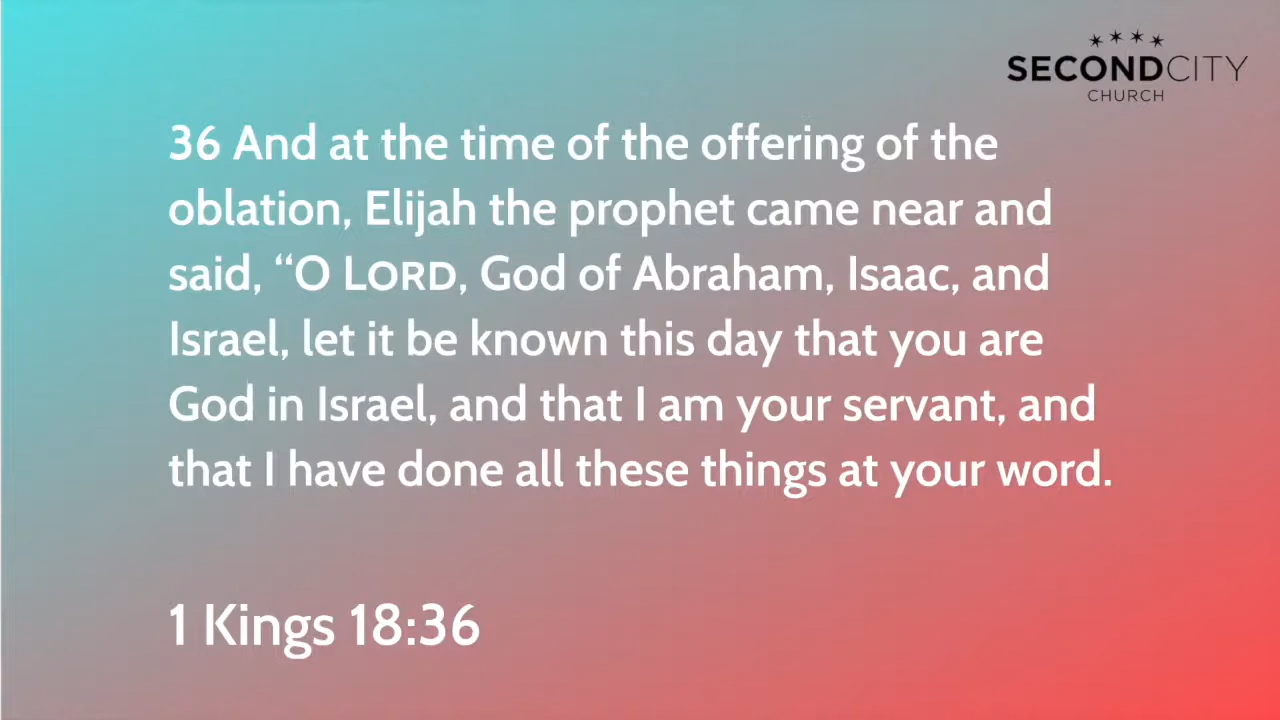 SECONDCITY
CHURCH
36 And at the time of the offering of the
oblation, Elijah the prophet came near and
said, “O LORD, God of Abraham, Isaac, and
Israel, let it be known this day that you are
God in Israel, and that I am your servant, and
that I have done all these things at your word.
1 Kings 18:36